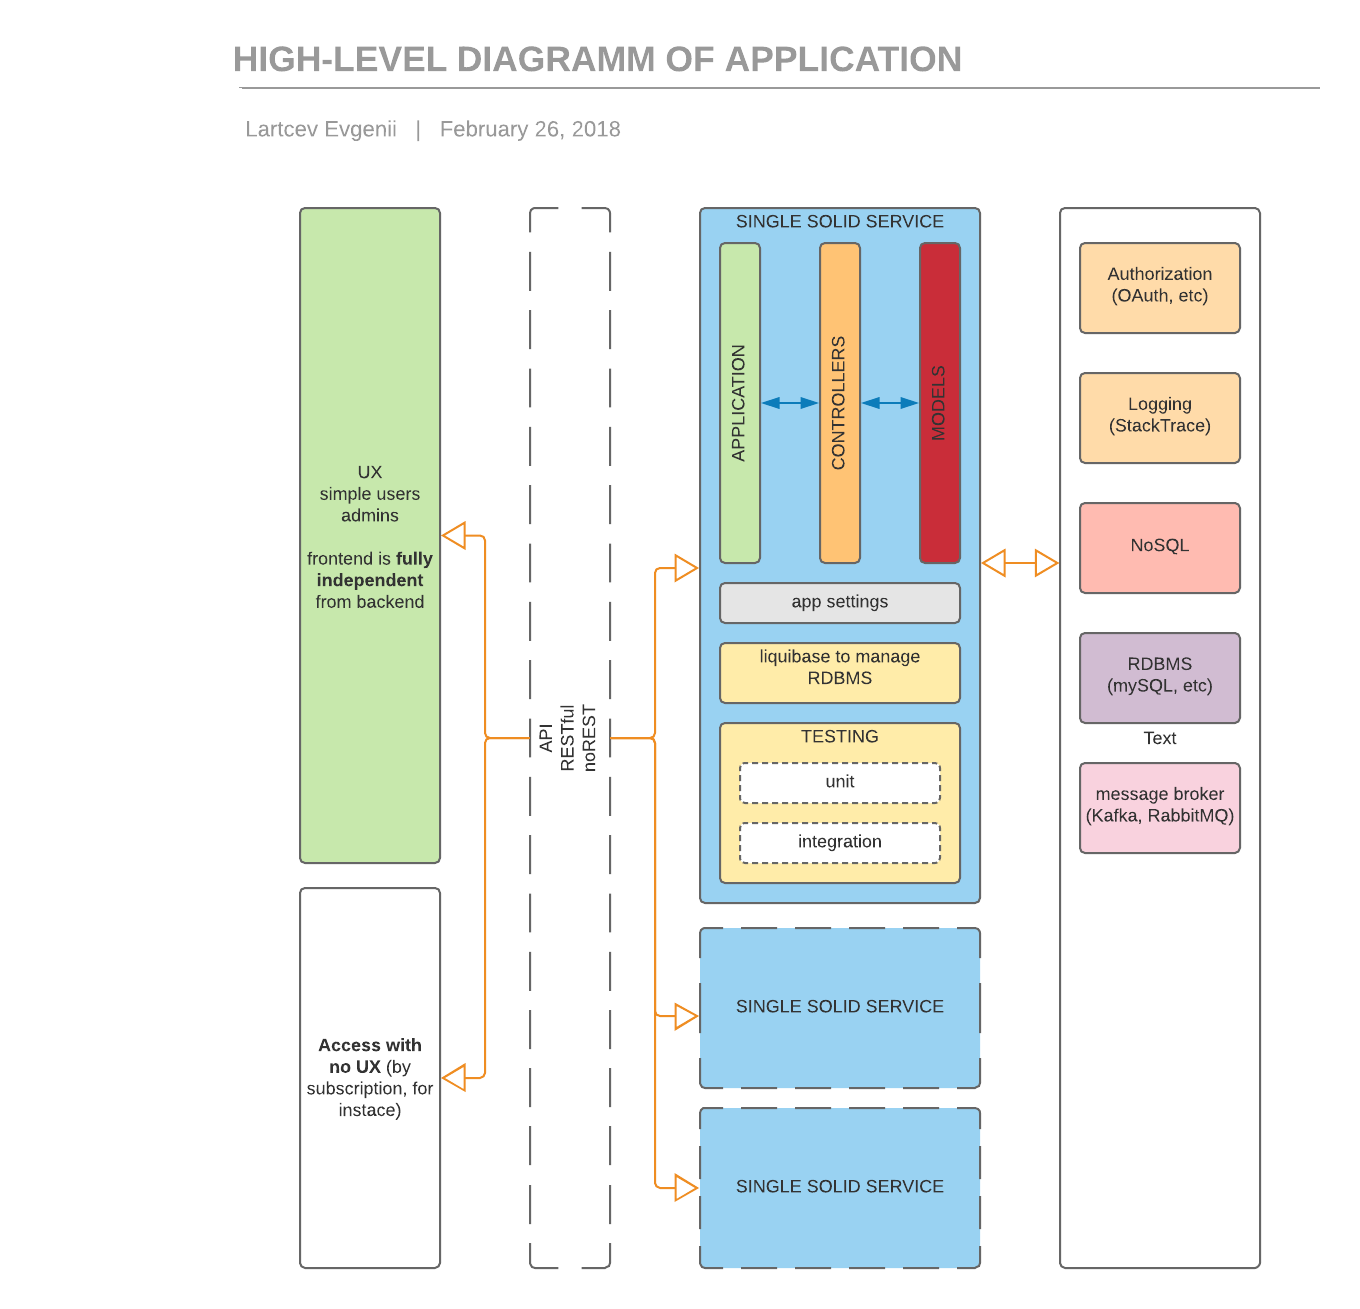 HIGH-LEVEL DIAGRAMM OF APPLICATION
Lartcev Evgenii | February 26, 2018
UX
simple users
admins
frontend is fully
independent
from backend
Access with
no UX (by
subscription, for
instace)
API
RESTful
noREST
SINGLE SOLID SERVICE
APPLICATION
CONTROLLERS
MODELS
app settings
liquibase to manage
RDBMS
TESTING
unit
integration
SINGLE SOLID SERVICE
SINGLE SOLID SERVICE
Authorization
(OAuth, etc)
Logging
(StackTrace)
NoSQL
RDBMS
(mySQL, etc)
Text
message broker
(Kafka, RabbitMQ)